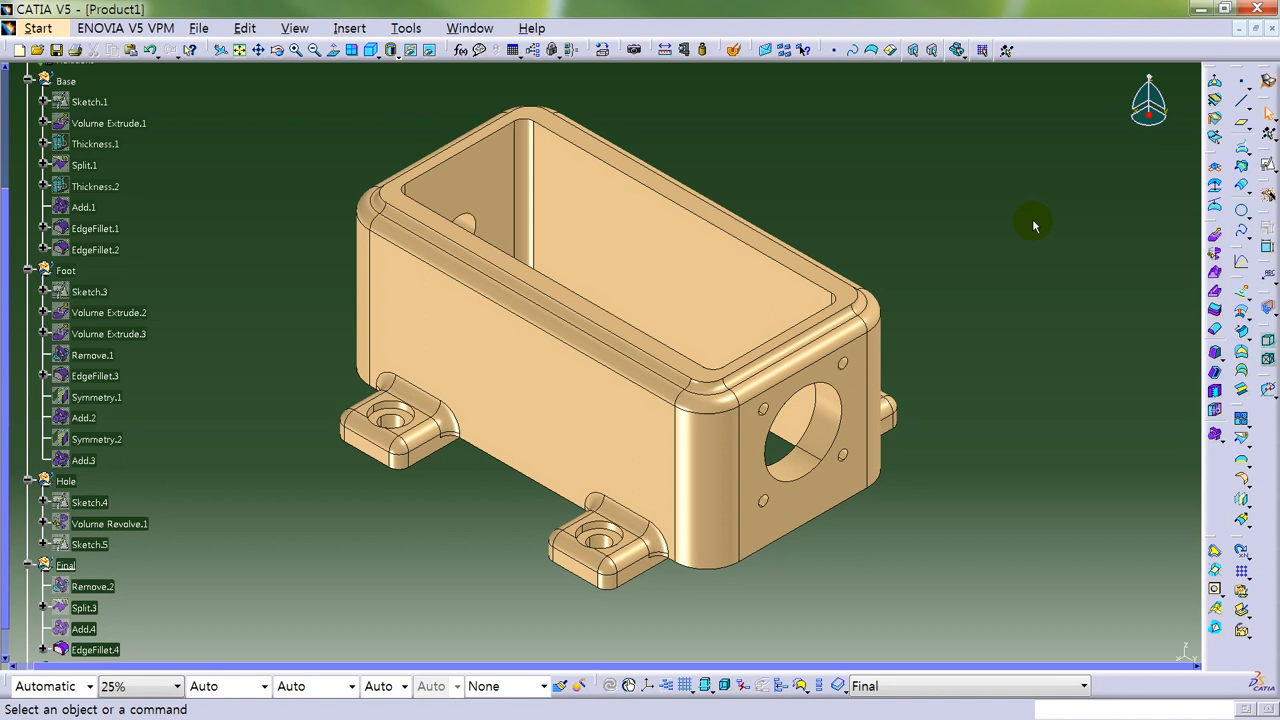 CATIA V5 - [Product1]
Start ENOVIA V5 VPM File Edit Insert Tools Window Help View
Base
Sketch.1
Volume Extrude.1
Thickness.1
Split.1
Thickness.2
Add.1
EdgeFillet.1
EdgeFillet.2
Foot
Sketch.3
Volume Extrude.2
Volume Extrude.3
Remove.1
EdgeFillet.3
Symmetry.1
Add.2
Symmetry.2
Add.3
Hole
Sketch.4
Volume Revolve.1
Sketch.5
Final
Remove.2
Split.3
Add.4
EdgeFillet.4
Automatic 25% Auto Auto Auto Auto None Final
Select an object or a command
CATIA